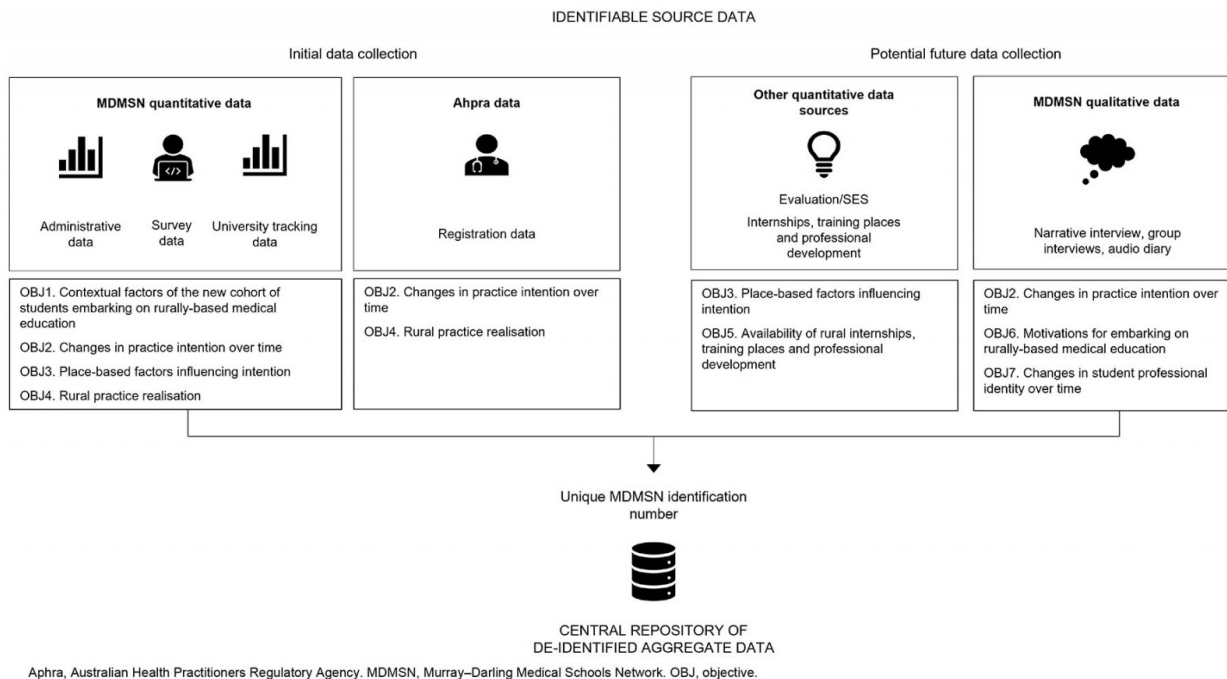 IDENTIFIABLE SOURCE DATA
Initial data collection
Potential future data collection
MDMSN quantitative data
Administrative
data
Survey
data
University tracking
data
Ahpra data
Registration data
Other quantitative data
sources
Evaluation/SES
Internships, training places
and professional
development
MDMSN qualitative data
Narrative interview, group
interviews, audio diary
OBJ1. Contextual factors of the new cohort of
students embarking on rurally-based medical
education
OBJ2. Changes in practice intention over time
OBJ3. Place-based factors influencing intention
OBJ4. Rural practice realisation
OBJ2. Changes in practice intention over
time
OBJ4. Rural practice realisation
OBJ3. Place-based factors influencing
intention
OBJ5. Availability of rural internships,
training places and professional
development
OBJ2. Changes in practice intention over
time
OBJ6. Motivations for embarking on
rurally-based medical education
OBJ7. Changes in student professional
identity over time
Unique MDMSN identification
number
CENTRAL REPOSITORY OF
DE-IDENTIFIED AGGREGATE DATA
Aphra, Australian Health Practitioners Regulatory Agency. MDMSN, Murray–Darling Medical Schools Network. OBJ, objective.